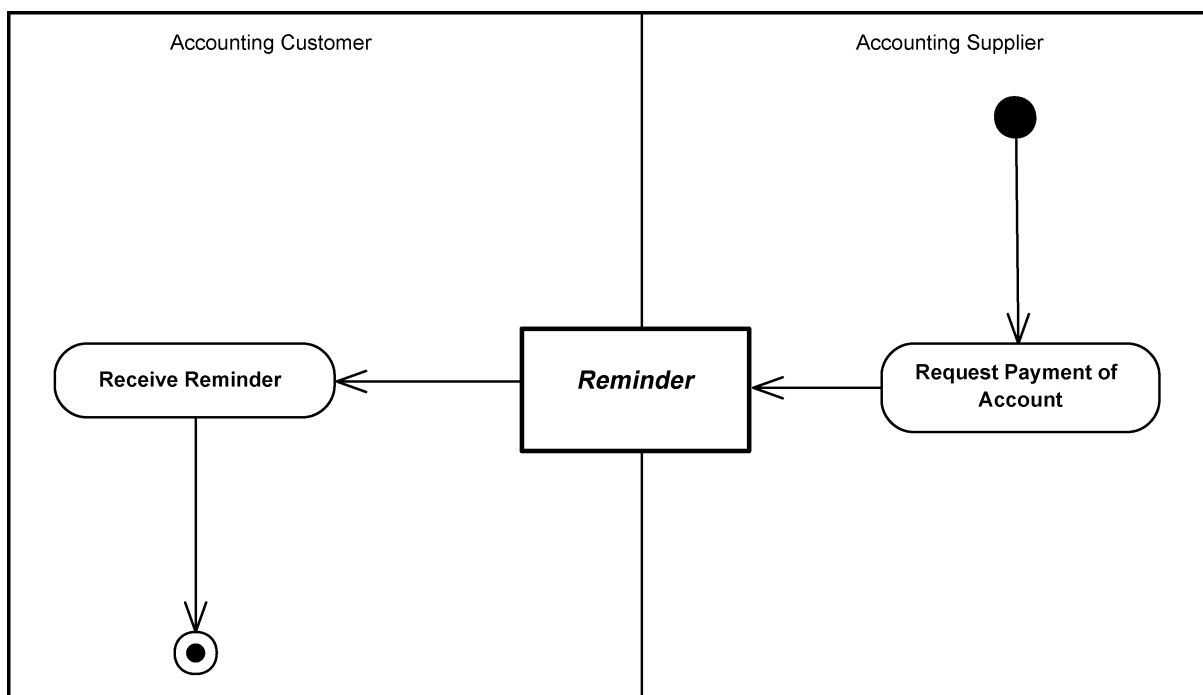 Accounting Customer
Accounting Supplier
Receive Reminder
Reminder
Request Payment of
Account